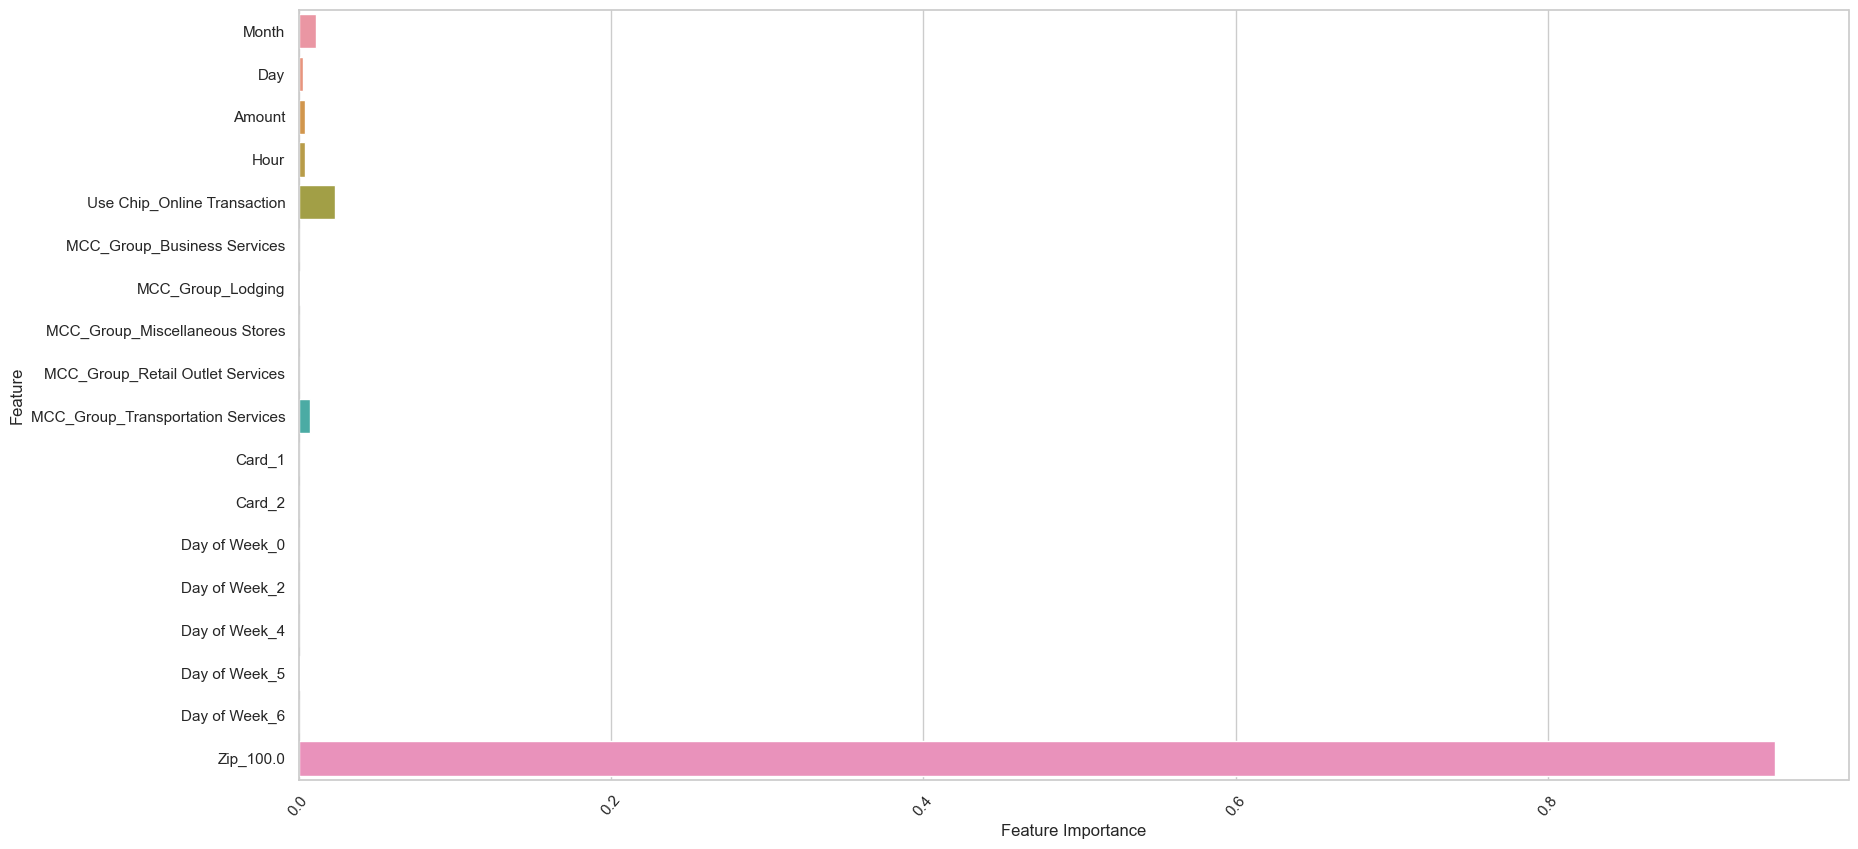 Month
Day
Amount
Hour
Use Chip_Online Transaction
MCC_Group_Business Services
MCC_Group_Lodging
MCC_Group_Miscellaneous Stores
MCC_Group_Retail Outlet Services
MCC_Group_Transportation Services
Card_1
Card_2
Day of Week_0
Day of Week_2
Day of Week_4
Day of Week_5
Day of Week_6
Zip_100.0
Feature
0.0 0.2 0.4 0.6 0.8
Feature Importance